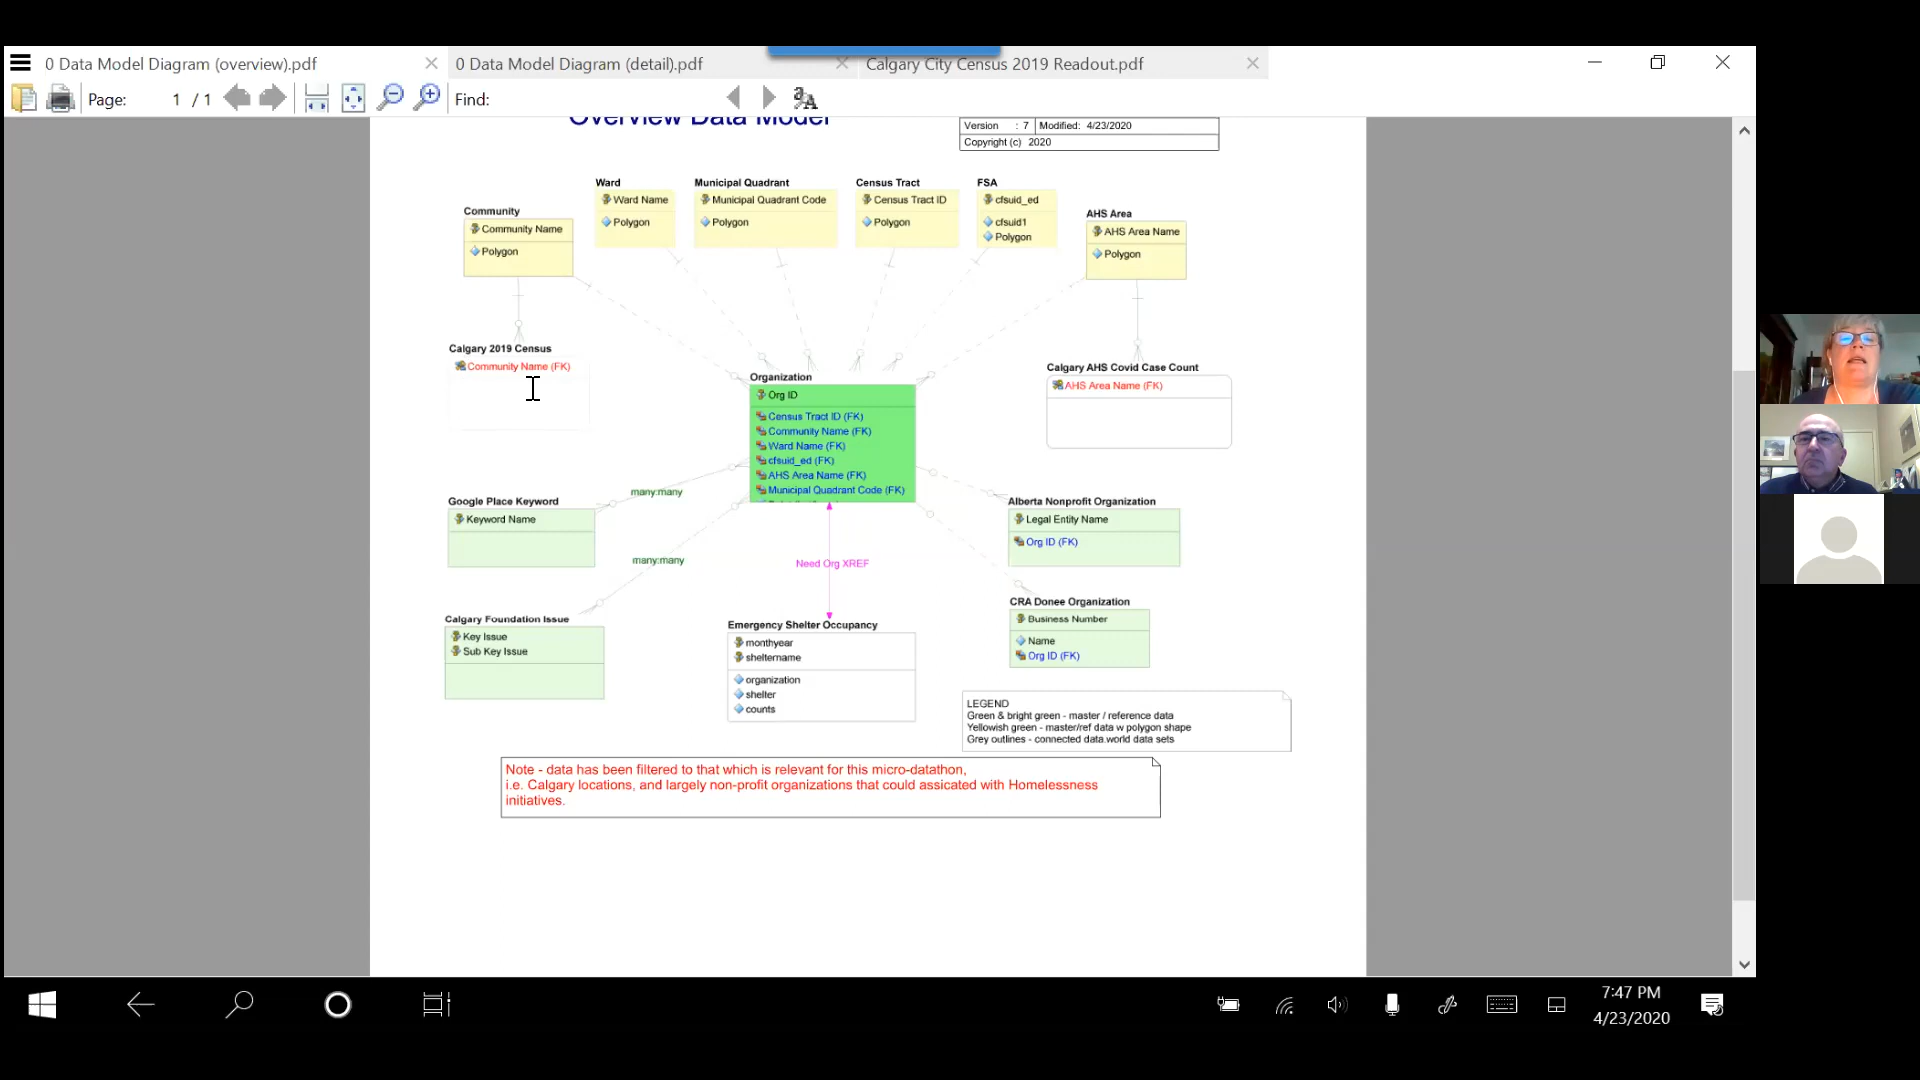 0 Data Model Diagram (overview).pdf
0 Data Model Diagram (detail).pdf
Calgary City Census 2019 Readout.pdf
Page: 1 / 1
Find:
Overview Data Model
Version : 7 Modified: 4/23/2020
Copyright (c) 2020
Ward
Ward Name
Polygon
Municipal Quadrant
Municipal Quadrant Code
Polygon
Census Tract
Census Tract ID
Polygon
FSA
cfsuid_ed
cfsuid1
Polygon
Community
Community Name
Polygon
AHS Area
AHS Area Name
Polygon
Calgary 2019 Census
Community Name (FK)
Calgary AHS Covid Case Count
AHS Area Name (FK)
Organization
Org ID
Census Tract ID (FK)
Community Name (FK)
Ward Name (FK)
cfsuid_ed (FK)
AHS Area Name (FK)
Municipal Quadrant Code (FK)
many:many
Google Place Keyword
Keyword Name
Alberta Nonprofit Organization
Legal Entity Name
Org ID (FK)
many:many
Need Org XREF
Calgary Foundation Issue
Key Issue
Sub Key Issue
Emergency Shelter Occupancy
monthyear
sheltername
organization
shelter
counts
CRA Donee Organization
Business Number
Name
Org ID (FK)
LEGEND
Green & bright green - master / reference data
Yellowish green - master/ref data w polygon shape
Grey outlines - connected data.world data sets
Note - data has been filtered to that which is relevant for this micro-datathon,
i.e. Calgary locations, and largely non-profit organizations that could assicated with Homelessness
initiatives.
7:47 PM
4/23/2020